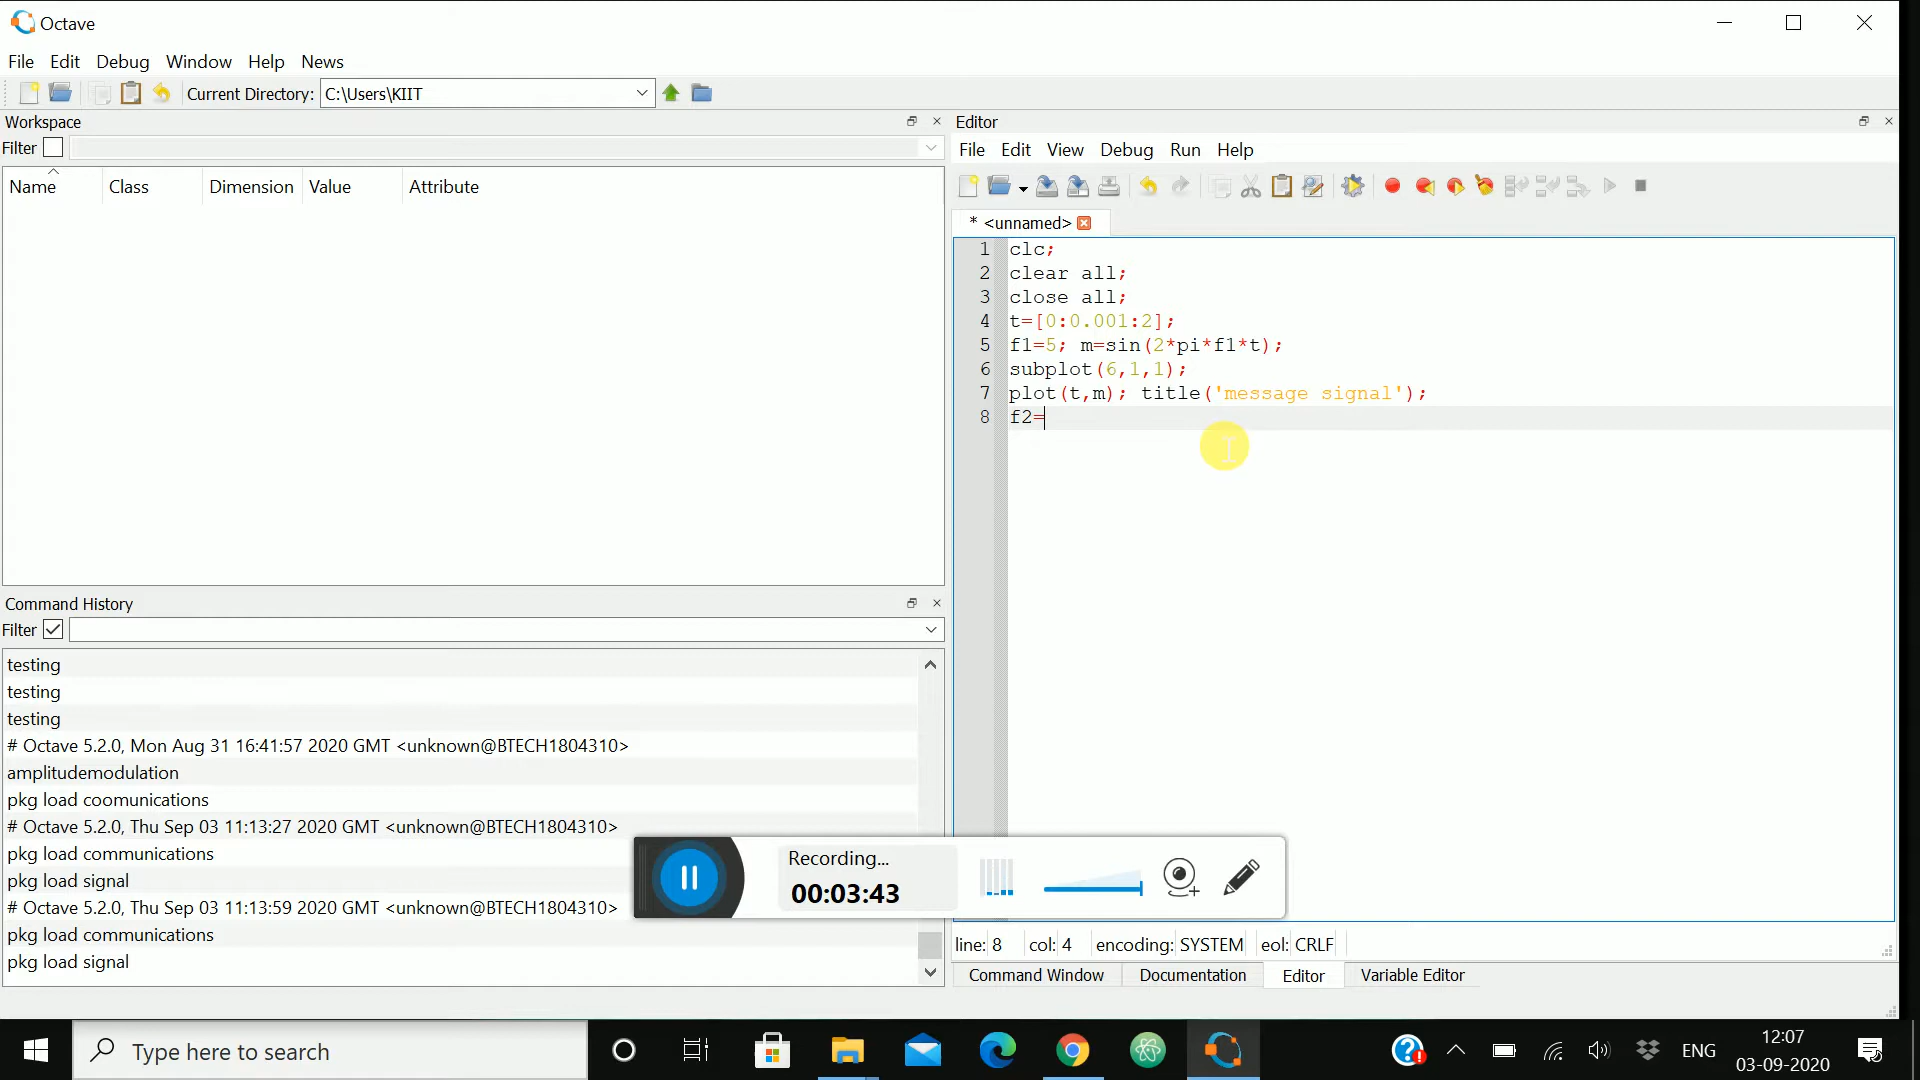 Octave
File Edit Debug Window Help News
Current Directory: C:\Users\KIIT
Workspace
Filter
Name Class Dimension Value Attribute
Command History
Filter
testing
testing
testing
# Octave 5.2.0, Mon Aug 31 16:41:57 2020 GMT <unknown@BTECH1804310>
amplitudemodulation
pkg load coomunications
# Octave 5.2.0, Thu Sep 03 11:13:27 2020 GMT <unknown@BTECH1804310>
pkg load communications
pkg load signal
# Octave 5.2.0, Thu Sep 03 11:13:59 2020 GMT <unknown@BTECH1804310>
pkg load communications
pkg load signal
Editor
File Edit View Debug Run Help
* <unnamed>
1 clc;
2 clear all;
3 close all;
4 t=[0:0.001:2];
5 f1=5; m=sin(2*pi*f1*t);
6 subplot(6,1,1);
7 plot(t,m); title('message signal');
8 f2=
Recording...
00:03:43
line: 8 col: 4 encoding: SYSTEM eol: CRLF
Command Window Documentation Editor Variable Editor
Type here to search
ENG
12:07
03-09-2020